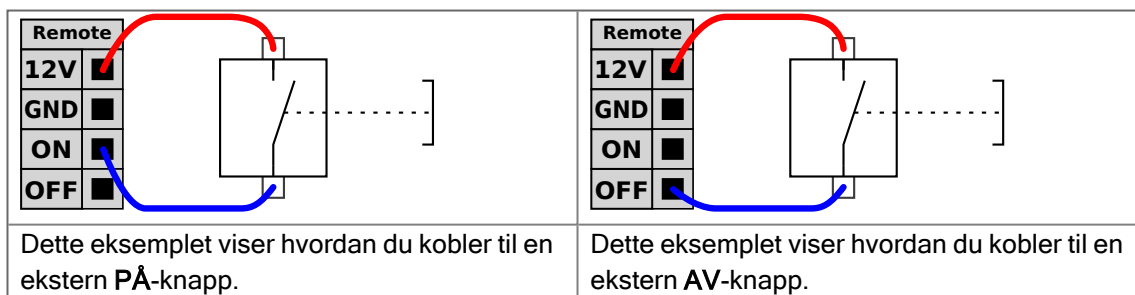 Remote
12V
GND
ON
OFF
Remote
12V
GND
ON
OFF
Dette eksemplet viser hvordan du kobler til en
ekstern PÅ-knapp.
Dette eksemplet viser hvordan du kobler til en
ekstern AV-knapp.